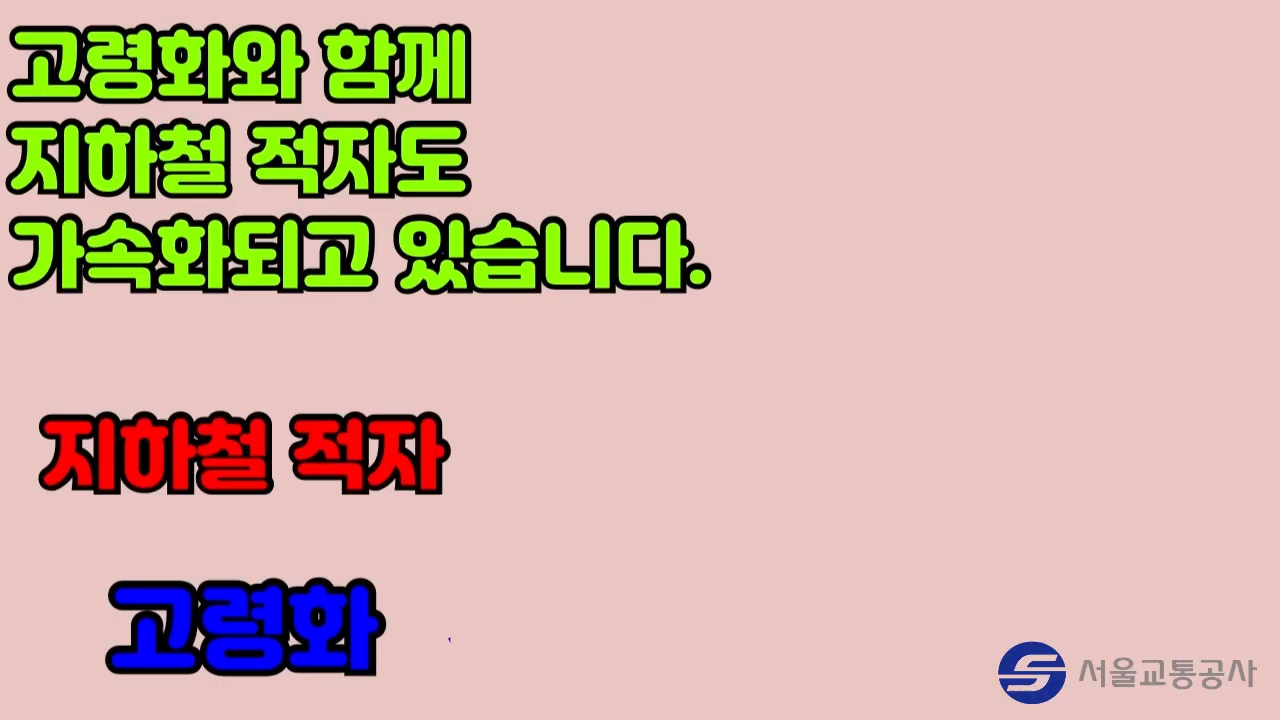 고령화와 함께
지하철 적자도
가속화되고 있습니다.
지하철 적자
고령화
서울교통공사